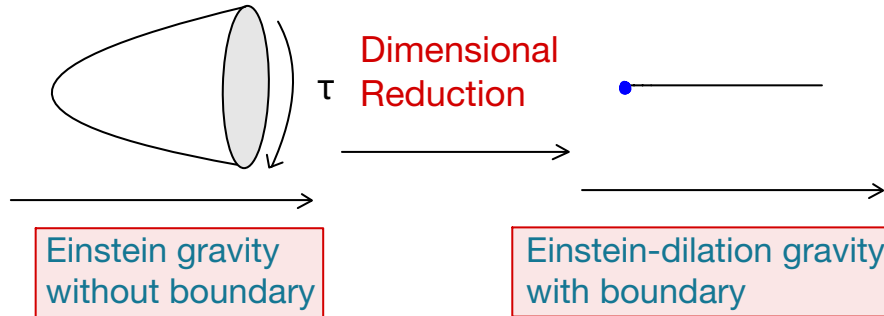 τ
Dimensional
Reduction
Einstein gravity
without boundary
Einstein-dilation gravity
with boundary